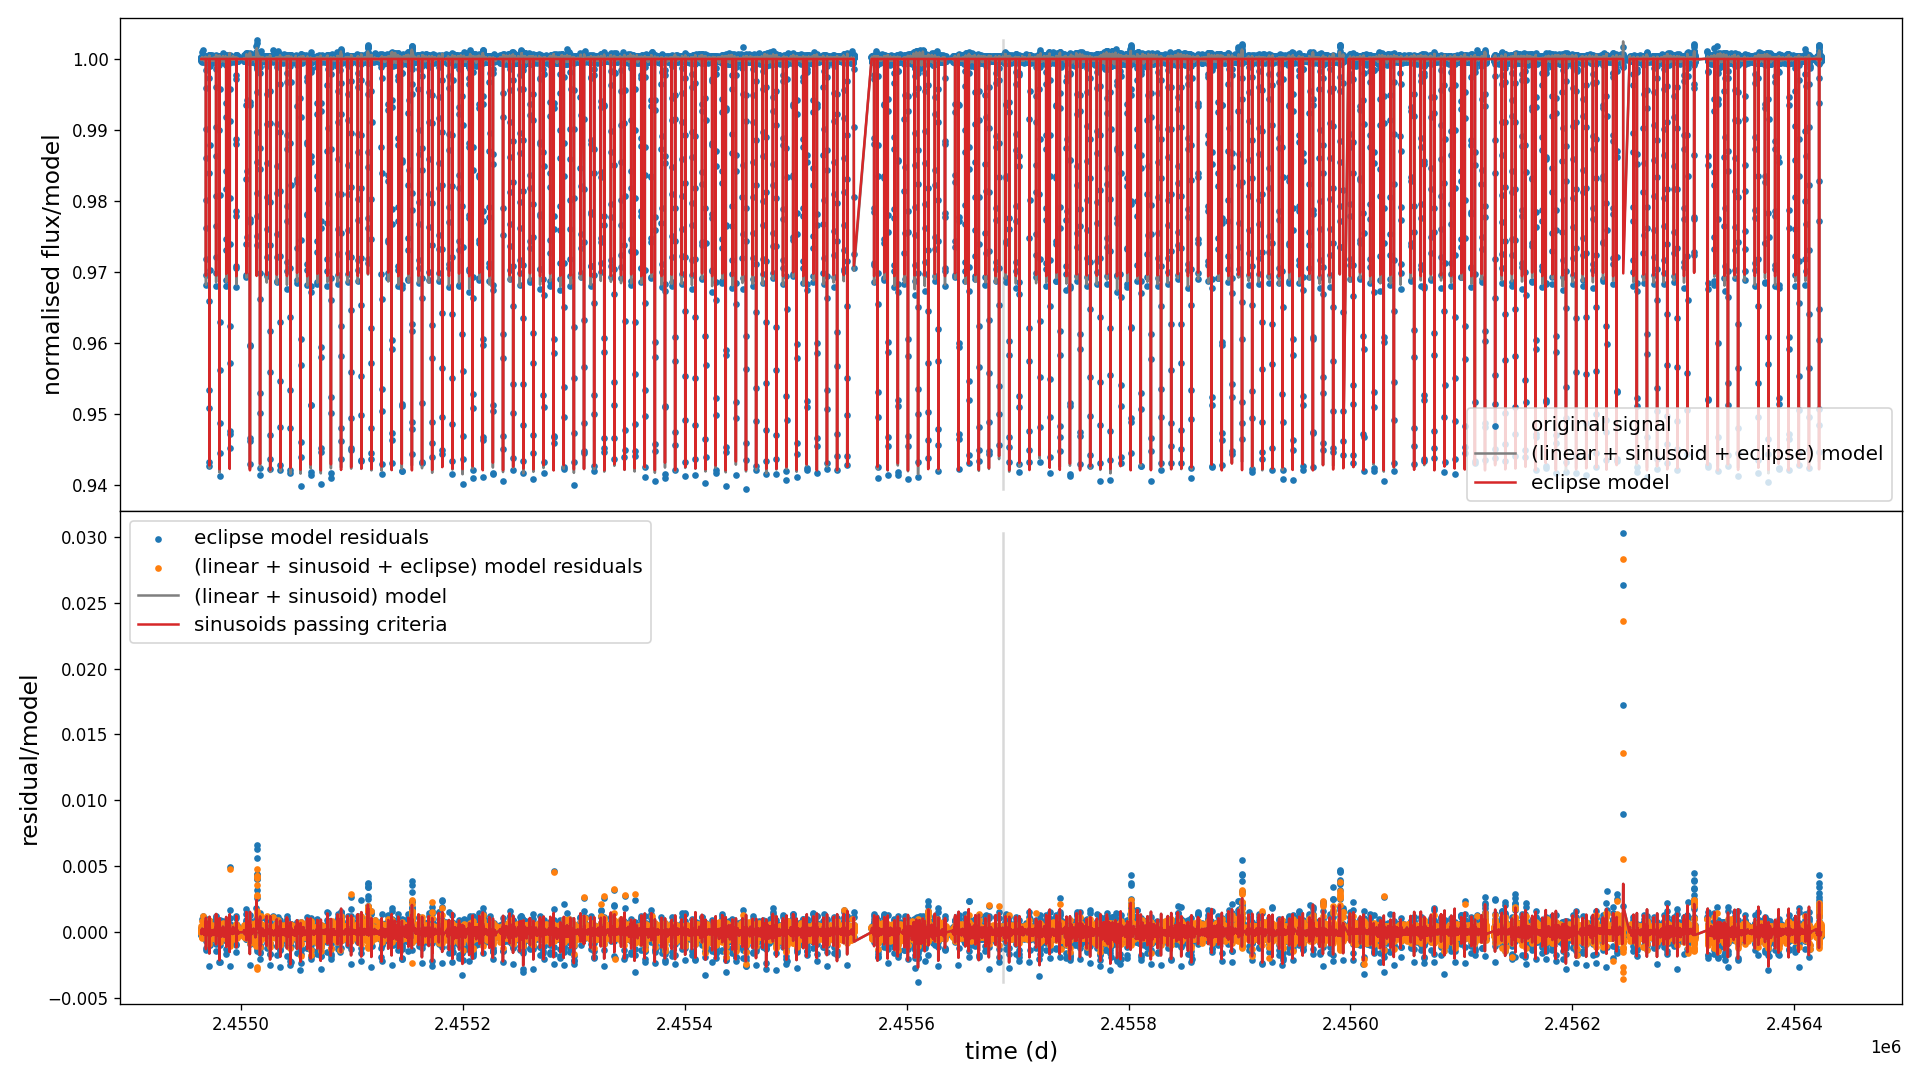 1.00
0.99
0.98
0.97
0.96
0.95
0.94
normalised flux/model
original signal
(linear + sinusoid + eclipse) model
eclipse model
0.030
0.025
0.020
0.015
0.010
0.005
0.000
−0.005
residual/model
eclipse model residuals
(linear + sinusoid + eclipse) model residuals
(linear + sinusoid) model
sinusoids passing criteria
2.4550 2.4552 2.4554 2.4556 2.4558 2.4560 2.4562 2.4564
time (d)
1e6